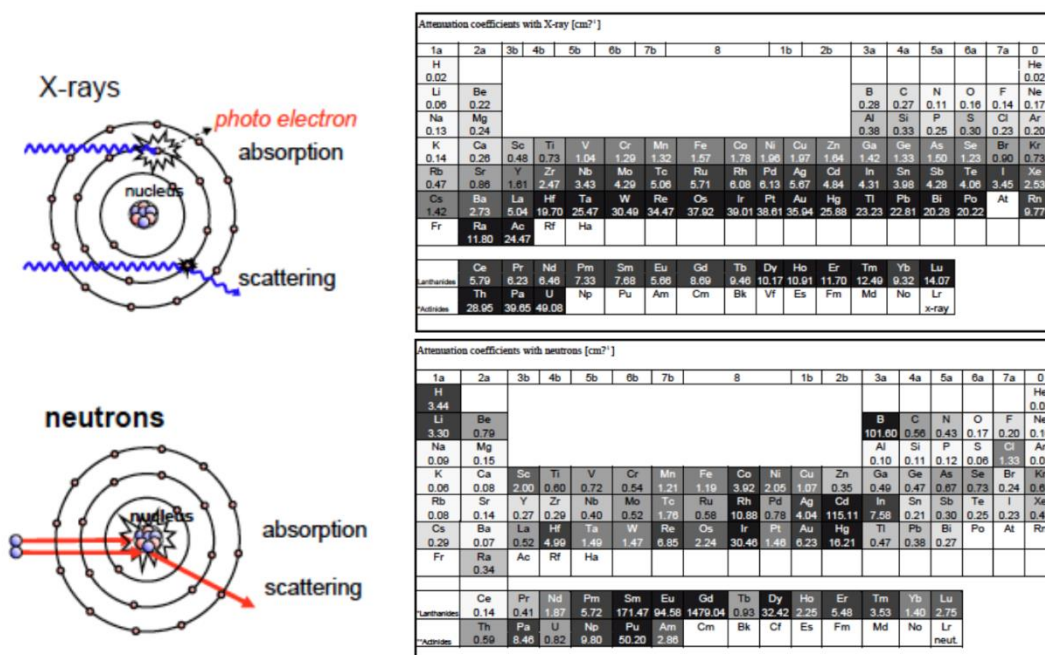 X-rays
photo electron
absorption
nucleus
scattering
neutrons
nucleus
absorption
scattering
Attenuation coefficients with X-ray [cm?¹]
1a 2a 3b 4b 5b 6b 7b 8 1b 2b 3a 4a 5a 6a 7a 0
H He
0.02 0.02
Li Be B C N O F Ne
0.06 0.22 0.28 0.27 0.11 0.16 0.14 0.17
Na Mg Al Si P S Cl Ar
0.13 0.24 0.38 0.33 0.25 0.30 0.23 0.20
K Ca Sc Ti V Cr Mn Fe Co Ni Cu Zn Ga Ge As Se Br Kr
0.14 0.26 0.48 0.73 1.04 1.29 1.32 1.57 1.78 1.96 1.97 1.64 1.42 1.33 1.50 1.23 0.90 0.73
Rb Sr Y Zr Nb Mo Tc Ru Rh Pd Ag Cd In Sn Sb Te I Xe
0.47 0.86 1.61 2.47 3.43 4.29 5.06 5.71 6.08 6.13 5.67 4.84 4.31 3.98 4.28 4.06 3.45 2.53
Cs Ba La Hf Ta W Re Os Ir Pt Au Hg Tl Pb Bi Po At Rn
1.42 2.73 5.04 19.70 25.47 30.49 34.47 37.92 39.01 38.61 35.94 25.88 23.23 22.81 20.28 20.22 9.77
Fr Ra Ac Rf Ha
11.80 24.47
Ce Pr Nd Pm Sm Eu Gd Tb Dy Ho Er Tm Yb Lu
Lanthanides 5.79 6.23 6.46 7.33 7.68 5.66 8.69 9.46 10.17 10.91 11.70 12.49 9.32 14.07
Th Pa U Np Pu Am Cm Bk Vf Es Fm Md No Lr
*Actinides 28.95 39.65 49.08 x-ray
Attenuation coefficients with neutrons [cm?¹]
1a 2a 3b 4b 5b 6b 7b 8 1b 2b 3a 4a 5a 6a 7a 0
H He
3.44 0.0
Li Be B C N O F Ne
3.30 0.79 101.60 0.56 0.43 0.17 0.20 0.1
Na Mg Al Si P S Cl Ar
0.09 0.15 0.10 0.11 0.12 0.06 1.33 0.0
K Ca Sc Ti V Cr Mn Fe Co Ni Cu Zn Ga Ge As Se Br Kr
0.06 0.08 2.00 0.60 0.72 0.54 1.21 1.19 3.92 2.05 1.07 0.35 0.49 0.47 0.67 0.73 0.24 0.6
Rb Sr Y Zr Nb Mo Tc Ru Rh Pd Ag Cd In Sn Sb Te I Xe
0.08 0.14 0.27 0.29 0.40 0.52 1.76 0.58 10.88 0.78 4.04 115.11 7.58 0.21 0.30 0.25 0.23 0.4
Cs Ba La Hf Ta W Re Os Ir Pt Au Hg Tl Pb Bi Po At Rn
0.29 0.07 0.52 4.99 1.49 1.47 6.85 2.24 30.46 1.46 6.23 16.21 0.47 0.38 0.27
Fr Ra Ac Rf Ha
0.34
Ce Pr Nd Pm Sm Eu Gd Tb Dy Ho Er Tm Yb Lu
*Lanthanides 0.14 0.41 1.87 5.72 171.47 94.58 1479.04 0.93 32.42 2.25 5.48 3.53 1.40 2.75
Th Pa U Np Pu Am Cm Bk Cf Es Fm Md No Lr
**Actinides 0.59 8.46 0.82 9.80 50.20 2.86 neut.